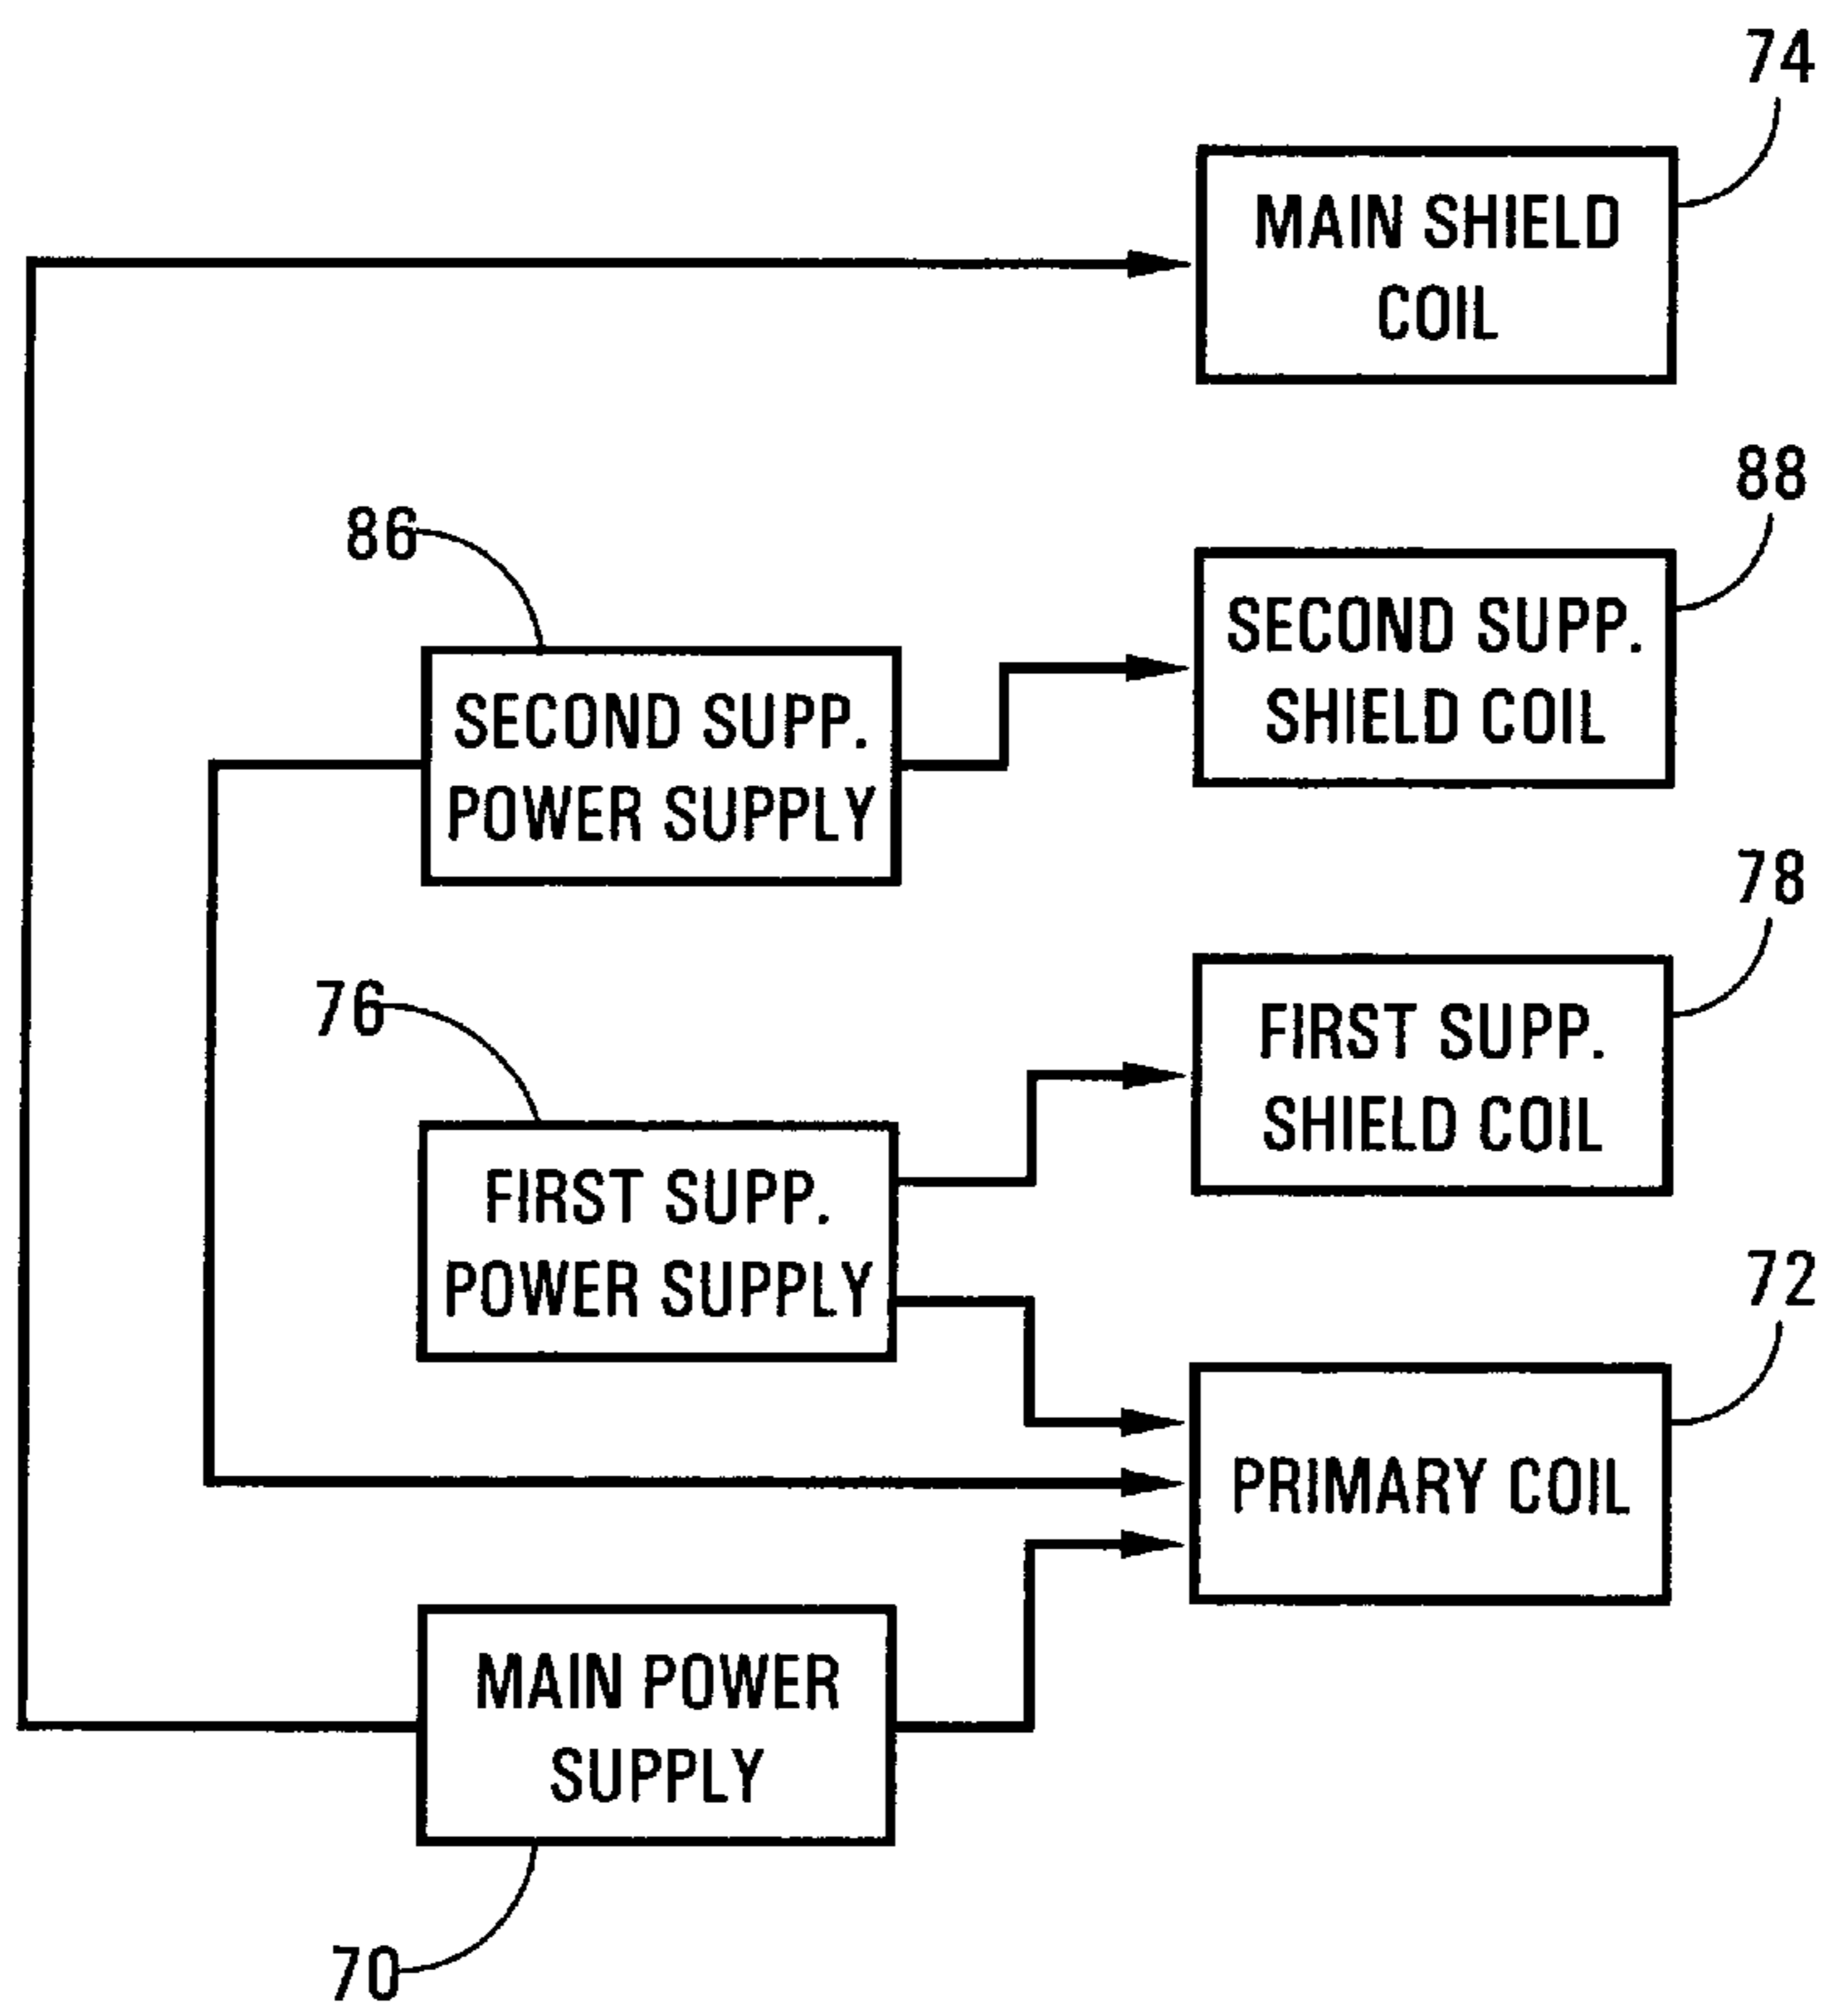 74
MAIN SHIELD
COIL
88
SECOND SUPP.
SHIELD COIL
86
SECOND SUPP.
POWER SUPPLY
78
FIRST SUPP.
SHIELD COIL
76
FIRST SUPP.
POWER SUPPLY
72
PRIMARY COIL
MAIN POWER
SUPPLY
70